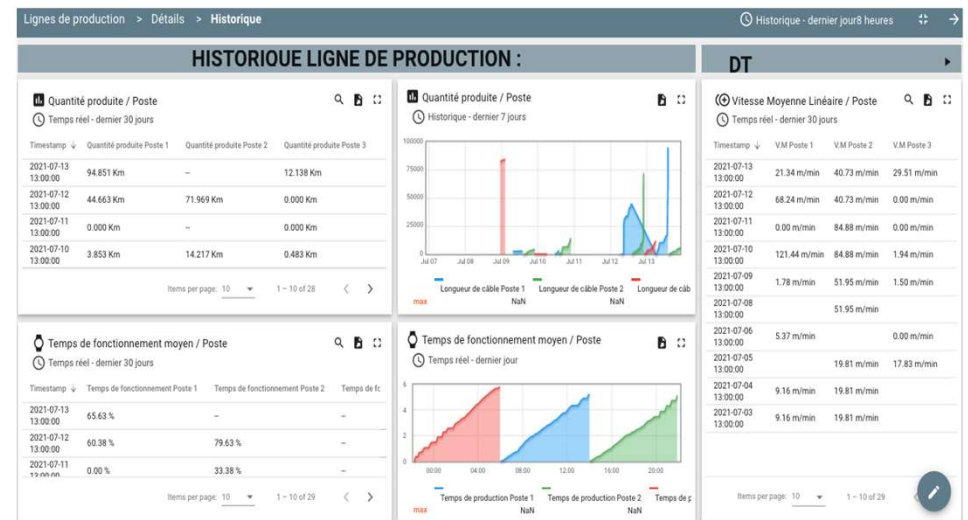 Lignes de production > Détails > Historique
Historique - dernier jour8 heures
HISTORIQUE LIGNE DE PRODUCTION :
DT
Quantité produite / Poste
Temps réel - dernier 30 jours
Timestamp Quantité produite Poste 1 Quantité produite Poste 2 Quantité produite Poste 3
2021-07-13 13:00:00 94.851 Km – 12.138 Km
2021-07-12 13:00:00 44.663 Km 71.969 Km 0.000 Km
2021-07-11 13:00:00 0.000 Km – 0.000 Km
2021-07-10 13:00:00 3.853 Km 14.217 Km 0.483 Km
Items per page: 10 1 – 10 of 28
Quantité produite / Poste
Historique - dernier 7 jours
100000
75000
50000
25000
0
Jul 07 Jul 08 Jul 09 Jul 10 Jul 11 Jul 12 Jul 13
Longueur de câble Poste 1 Longueur de câble Poste 2 Longueur de câb
max NaN NaN
Vitesse Moyenne Linéaire / Poste
Temps réel - dernier 30 jours
Timestamp V.M Poste 1 V.M Poste 2 V.M Poste 3
2021-07-13 13:00:00 21.34 m/min 40.73 m/min 29.51 m/min
2021-07-12 13:00:00 68.24 m/min 40.73 m/min 0.00 m/min
2021-07-11 13:00:00 0.00 m/min 84.88 m/min 0.00 m/min
2021-07-10 13:00:00 121.44 m/min 84.88 m/min 1.94 m/min
2021-07-09 13:00:00 1.78 m/min 51.95 m/min 1.50 m/min
2021-07-08 13:00:00 51.95 m/min
2021-07-06 13:00:00 5.37 m/min 0.00 m/min
2021-07-05 13:00:00 19.81 m/min 17.83 m/min
2021-07-04 13:00:00 9.16 m/min 19.81 m/min
2021-07-03 13:00:00 9.16 m/min 19.81 m/min
Items per page: 10 1 – 10 of 29
Temps de fonctionnement moyen / Poste
Temps réel - dernier 30 jours
Timestamp Temps de fonctionnement Poste 1 Temps de fonctionnement Poste 2 Temps de fc
2021-07-13 13:00:00 65.63 % – –
2021-07-12 13:00:00 60.38 % 79.63 % –
2021-07-11 13:00:00 0.00 % 33.38 % –
Items per page: 10 1 – 10 of 29
Temps de fonctionnement moyen / Poste
Temps réel - dernier jour
6
4
2
0
00:00 04:00 08:00 12:00 16:00 20:00
Temps de production Poste 1 Temps de production Poste 2 Temps de p
max NaN NaN